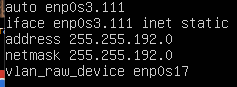 auto enp0s3.111
iface enp0s3.111 inet static
address 255.255.192.0
netmask 255.255.192.0
vlan_raw_device enp0s17